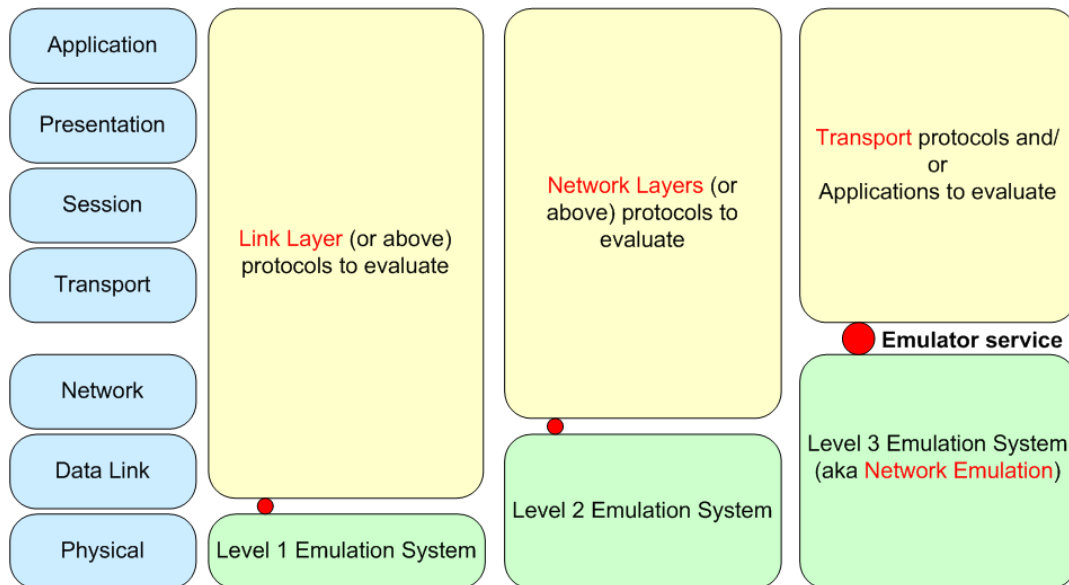 Application
Presentation
Session
Transport
Network
Data Link
Physical
Link Layer (or above)
protocols to evaluate
Level 1 Emulation System
Network Layers (or
above) protocols to
evaluate
Level 2 Emulation System
Transport protocols and/
or
Applications to evaluate
Emulator service
Level 3 Emulation System
(aka Network Emulation)